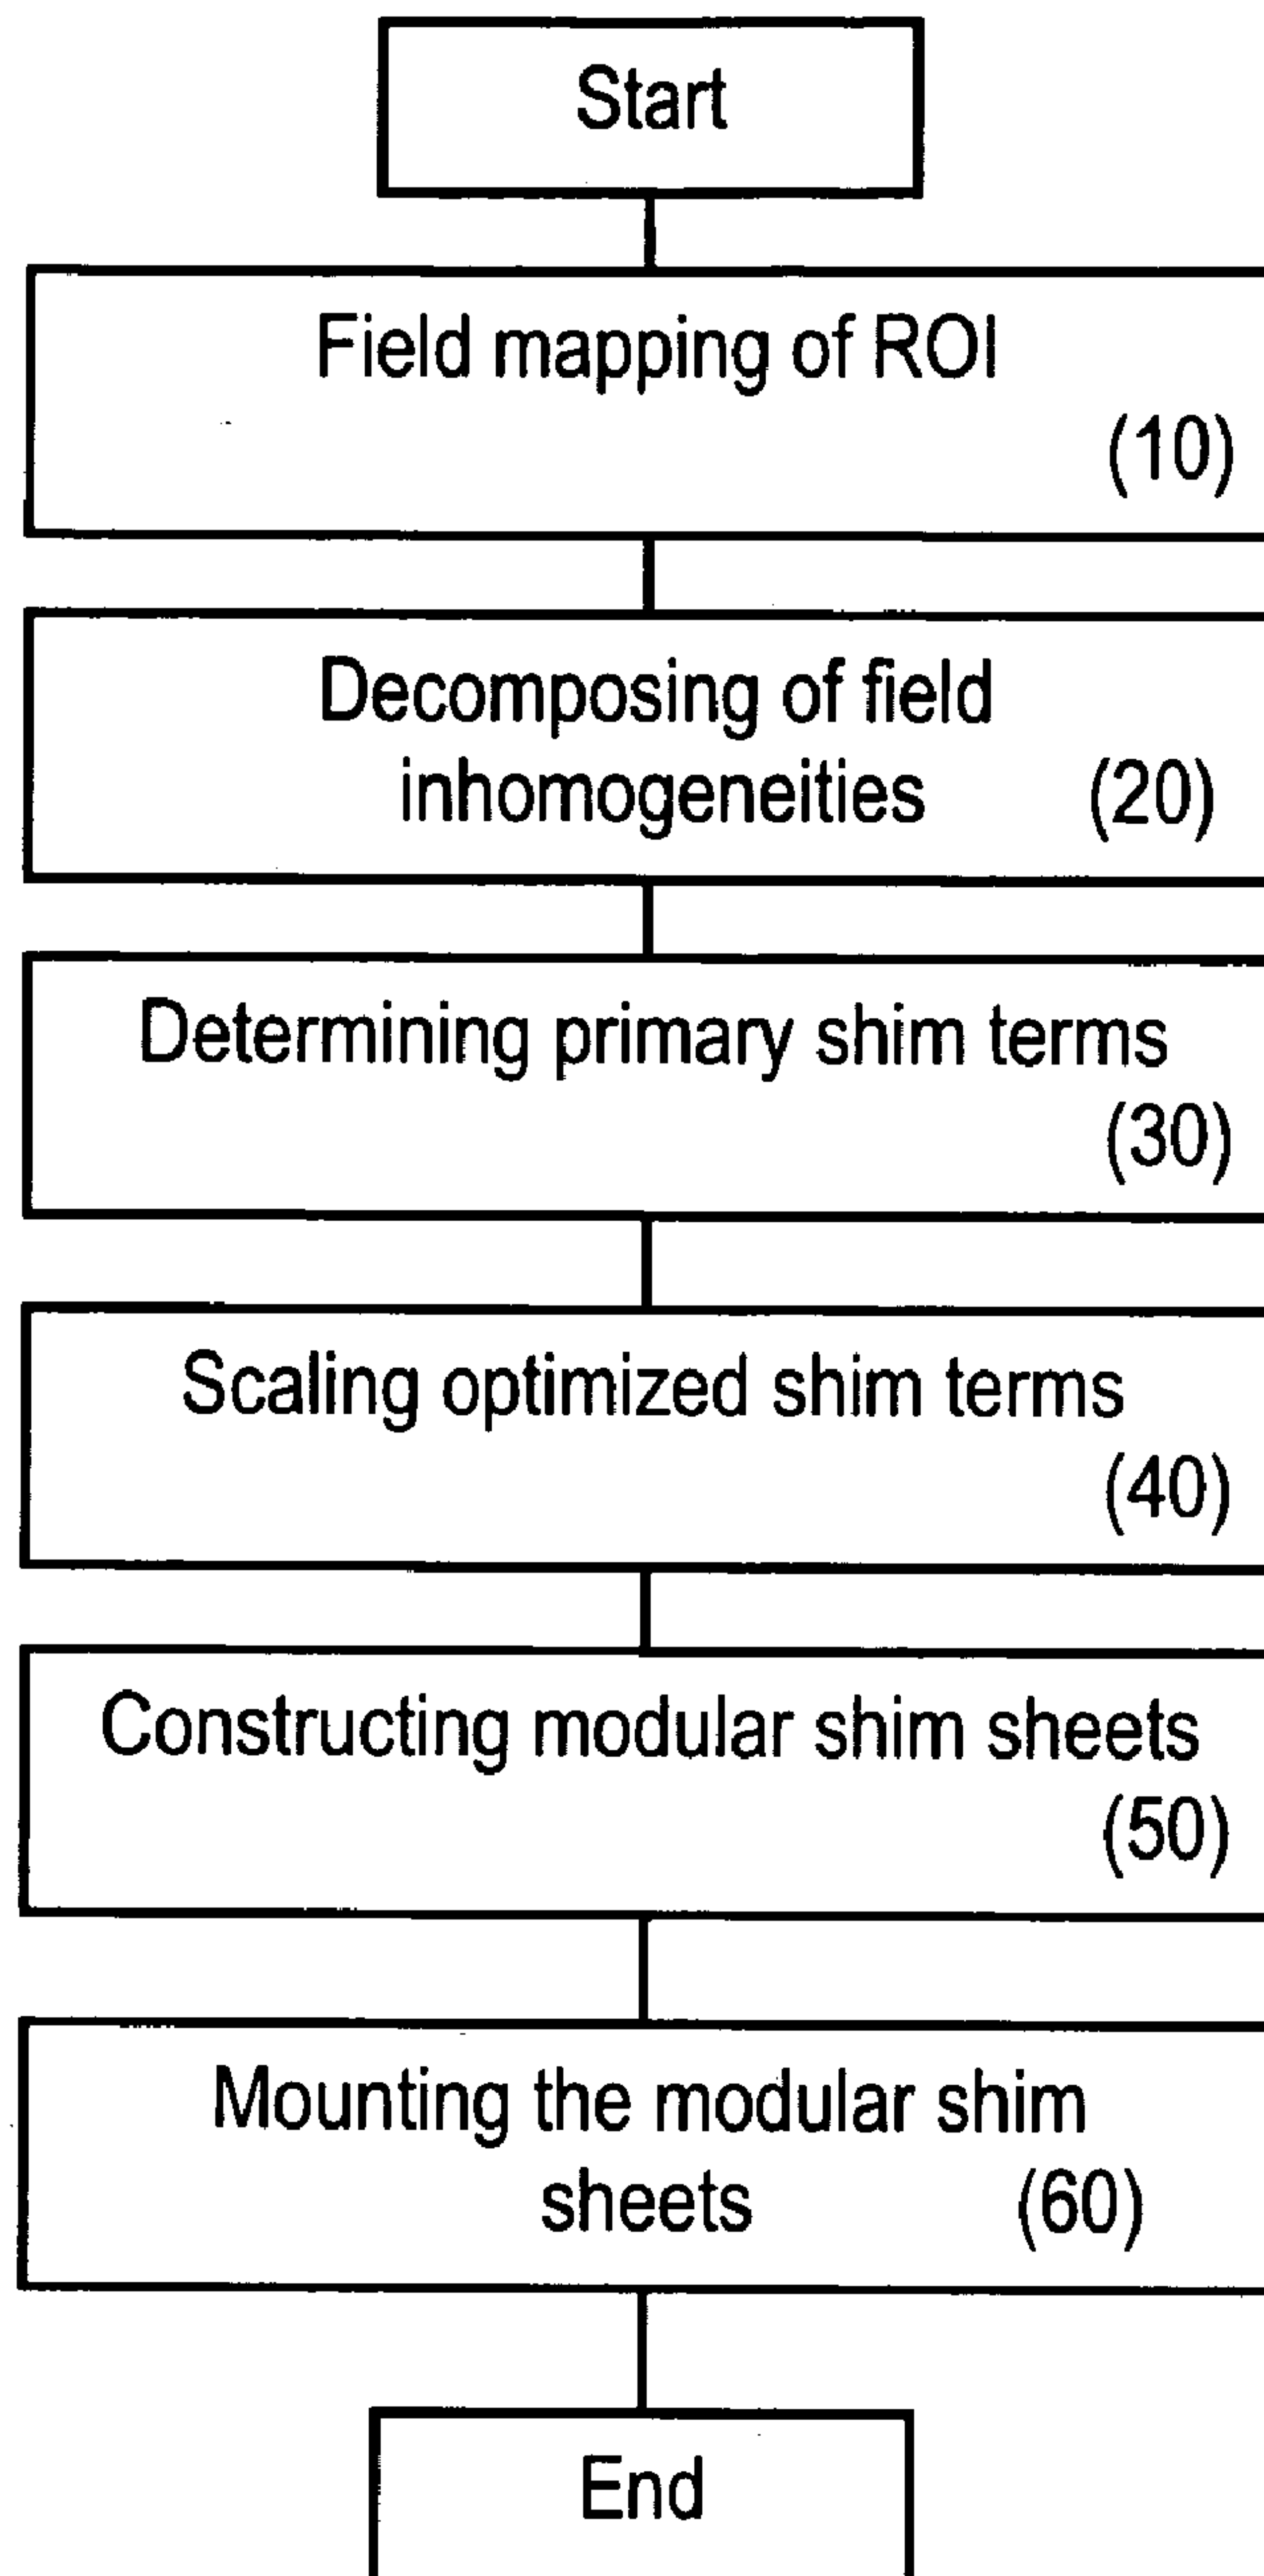 Start
Field mapping of ROI
(10)
Decomposing of field
inhomogeneities (20)
Determining primary shim terms
(30)
Scaling optimized shim terms
(40)
Constructing modular shim sheets
(50)
Mounting the modular shim
sheets (60)
End